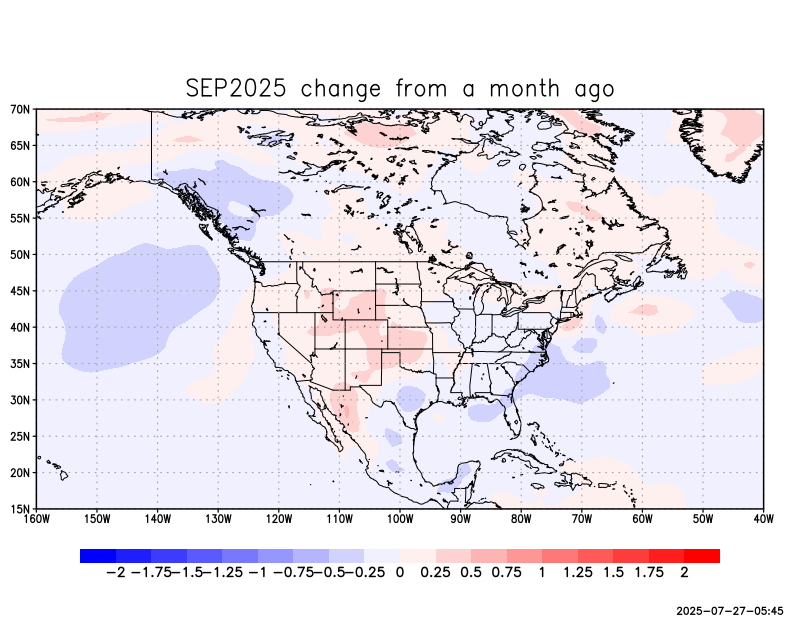 SEP2025 change from a month ago
70N
65N
60N
55N
50N
45N
40N
35N
30N
25N
20N
15N
160W 150W 140W 130W 120W 110W 100W 90W 80W 70W 60W 50W 40W
−2 −1.75 −1.5 −1.25 −1 −0.75 −0.5 −0.25 0 0.25 0.5 0.75 1 1.25 1.5 1.75 2
2025-07-27-05:45